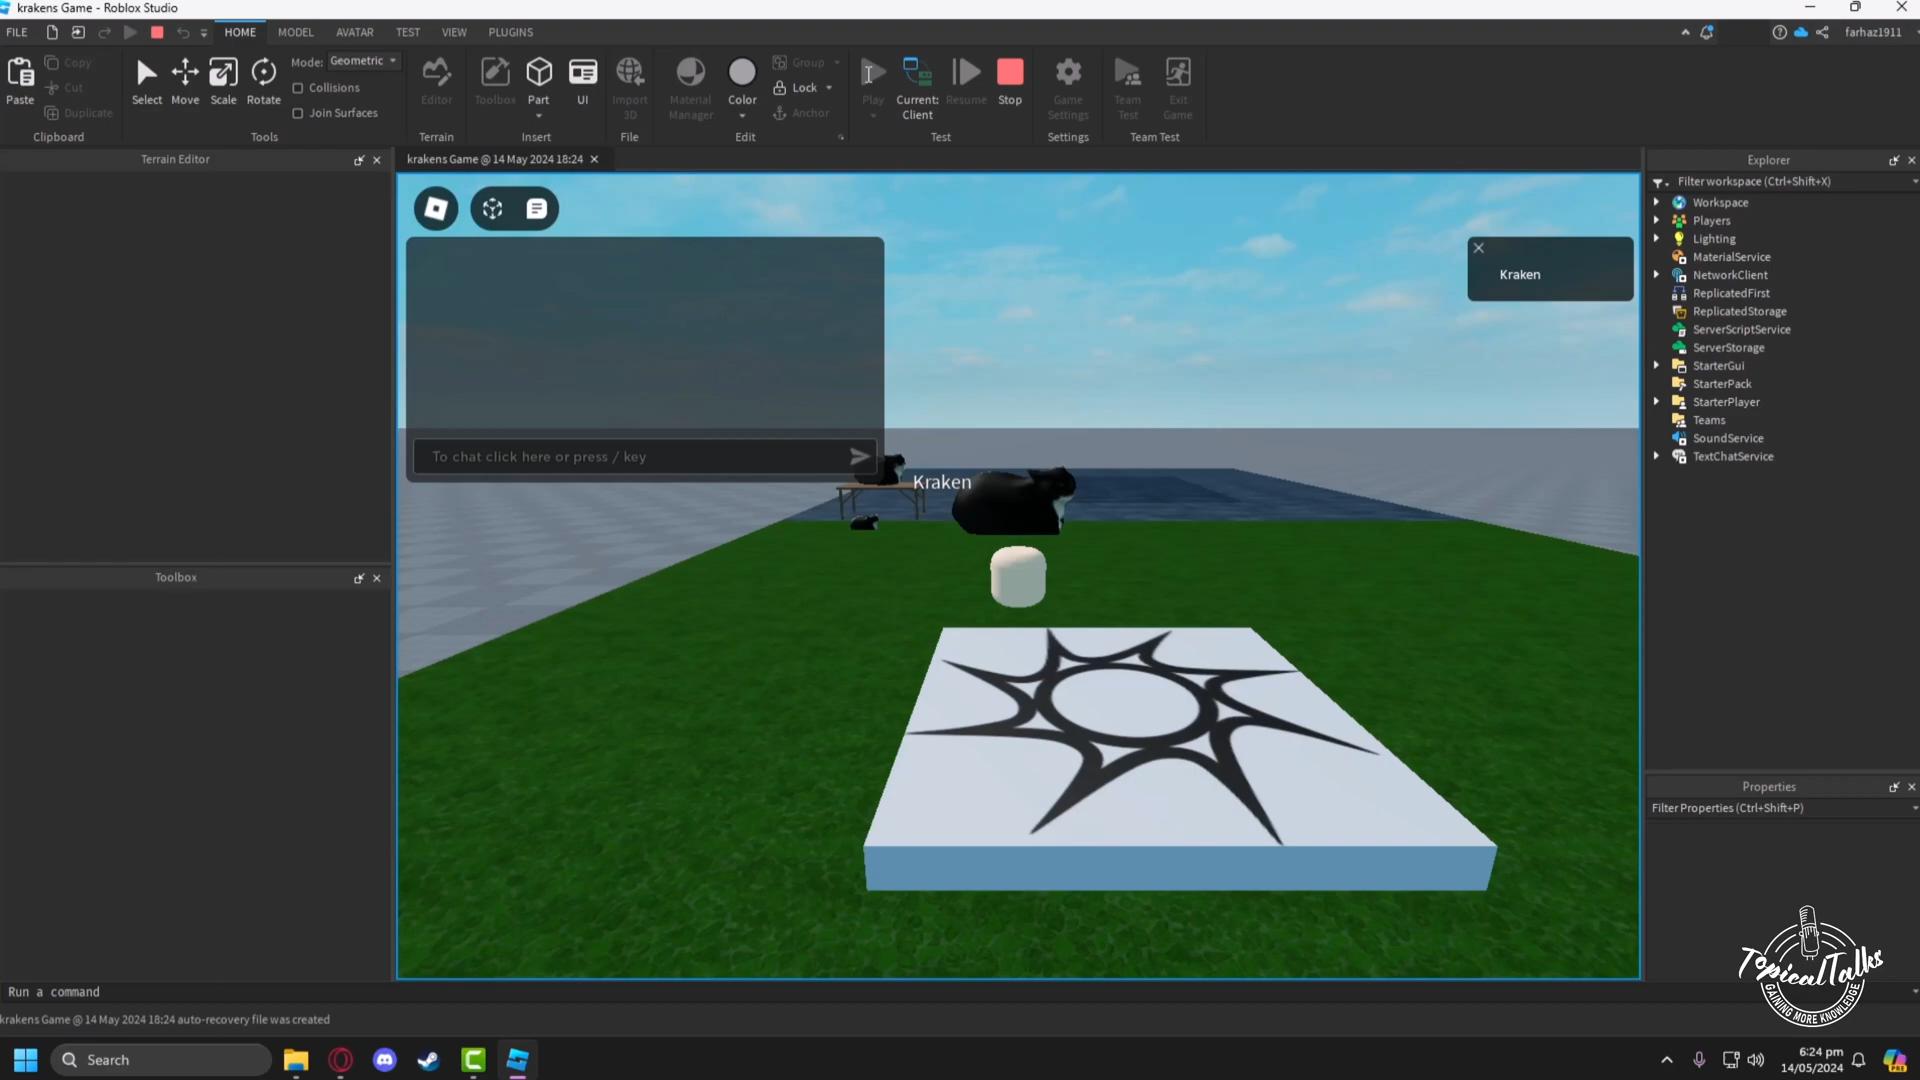 krakens Game - Roblox Studio
FILE HOME MODEL AVATAR TEST VIEW PLUGINS farhaz1911
Copy Mode: Geometric Group
Cut Collisions Lock
Paste Select Move Scale Rotate Editor Toolbox Part UI Import 3D Material Manager Color Play Current: Client Resume Stop Game Settings Team Test Exit Game
Duplicate Join Surfaces Anchor
Clipboard Tools Terrain Insert File Edit Test Settings Team Test
Terrain Editor
krakens Game @ 14 May 2024 18:24
Explorer
Filter workspace (Ctrl+Shift+X)
Workspace
Players
Lighting
MaterialService
NetworkClient
ReplicatedFirst
ReplicatedStorage
ServerScriptService
ServerStorage
StarterGui
StarterPack
StarterPlayer
Teams
SoundService
TextChatService
Kraken
To chat click here or press / key
Kraken
Toolbox
Properties
Filter Properties (Ctrl+Shift+P)
TopicalTalks
GAINING MORE KNOWLEDGE
Run a command
krakens Game @ 14 May 2024 18:24 auto-recovery file was created
Search
6:24 pm
14/05/2024
PRE